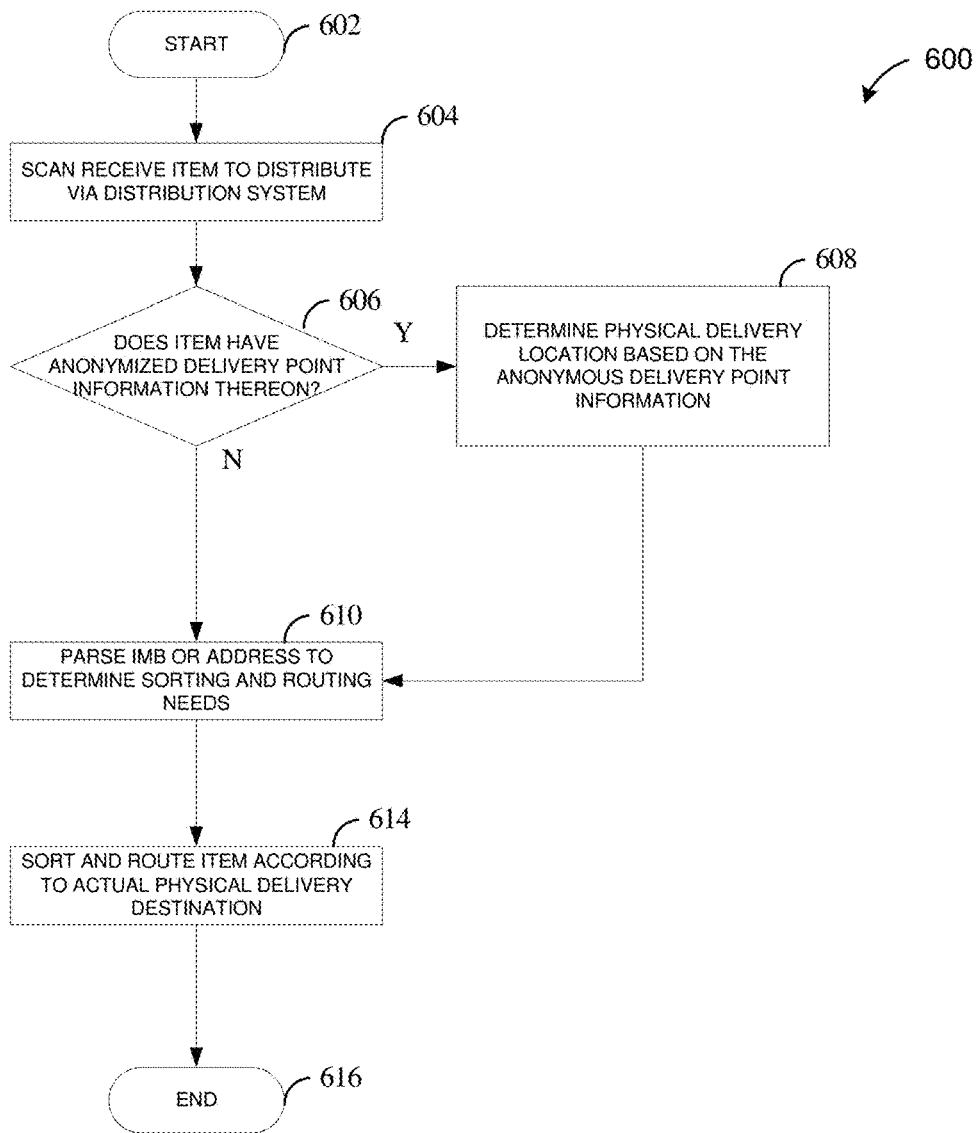 START
602
600
604
SCAN RECEIVE ITEM TO DISTRIBUTE
VIA DISTRIBUTION SYSTEM
606
DOES ITEM HAVE
ANONYMIZED DELIVERY POINT
INFORMATION THEREON?
Y
608
DETERMINE PHYSICAL DELIVERY
LOCATION BASED ON THE
ANONYMOUS DELIVERY POINT
INFORMATION
N
610
PARSE IMB OR ADDRESS TO
DETERMINE SORTING AND ROUTING
NEEDS
614
SORT AND ROUTE ITEM ACCORDING
TO ACTUAL PHYSICAL DELIVERY
DESTINATION
END
616